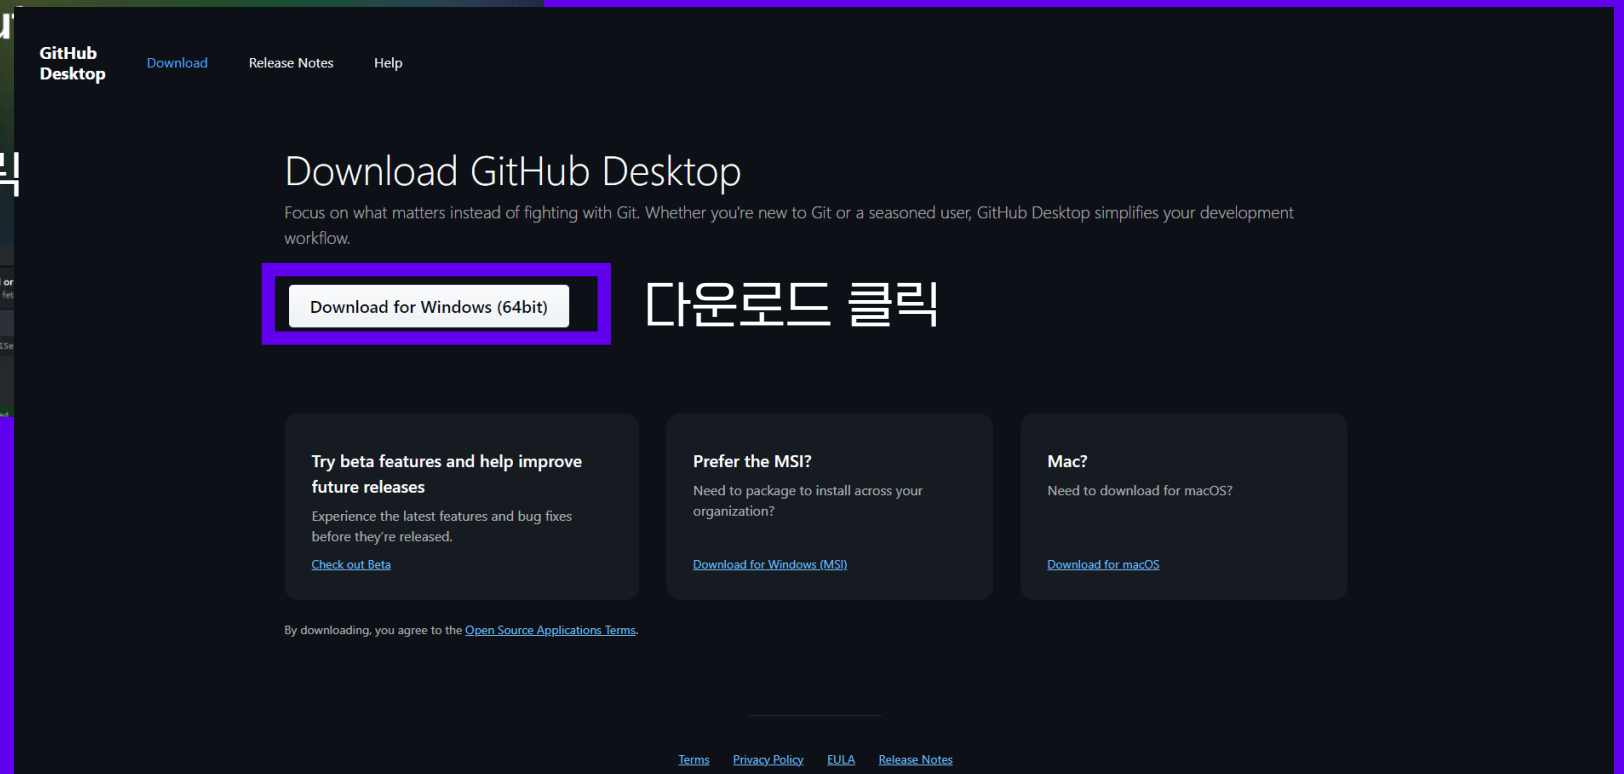 GitHub
Desktop
Download
Release Notes
Help
릭
Download GitHub Desktop
Focus on what matters instead of fighting with Git. Whether you're new to Git or a seasoned user, GitHub Desktop simplifies your development
workflow.
Download for Windows (64bit)
다운로드 클릭
Try beta features and help improve
future releases
Experience the latest features and bug fixes
before they're released.
Check out Beta
Prefer the MSI?
Need to package to install across your
organization?
Download for Windows (MSI)
Mac?
Need to download for macOS?
Download for macOS
By downloading, you agree to the Open Source Applications Terms.
Terms
Privacy Policy
EULA
Release Notes